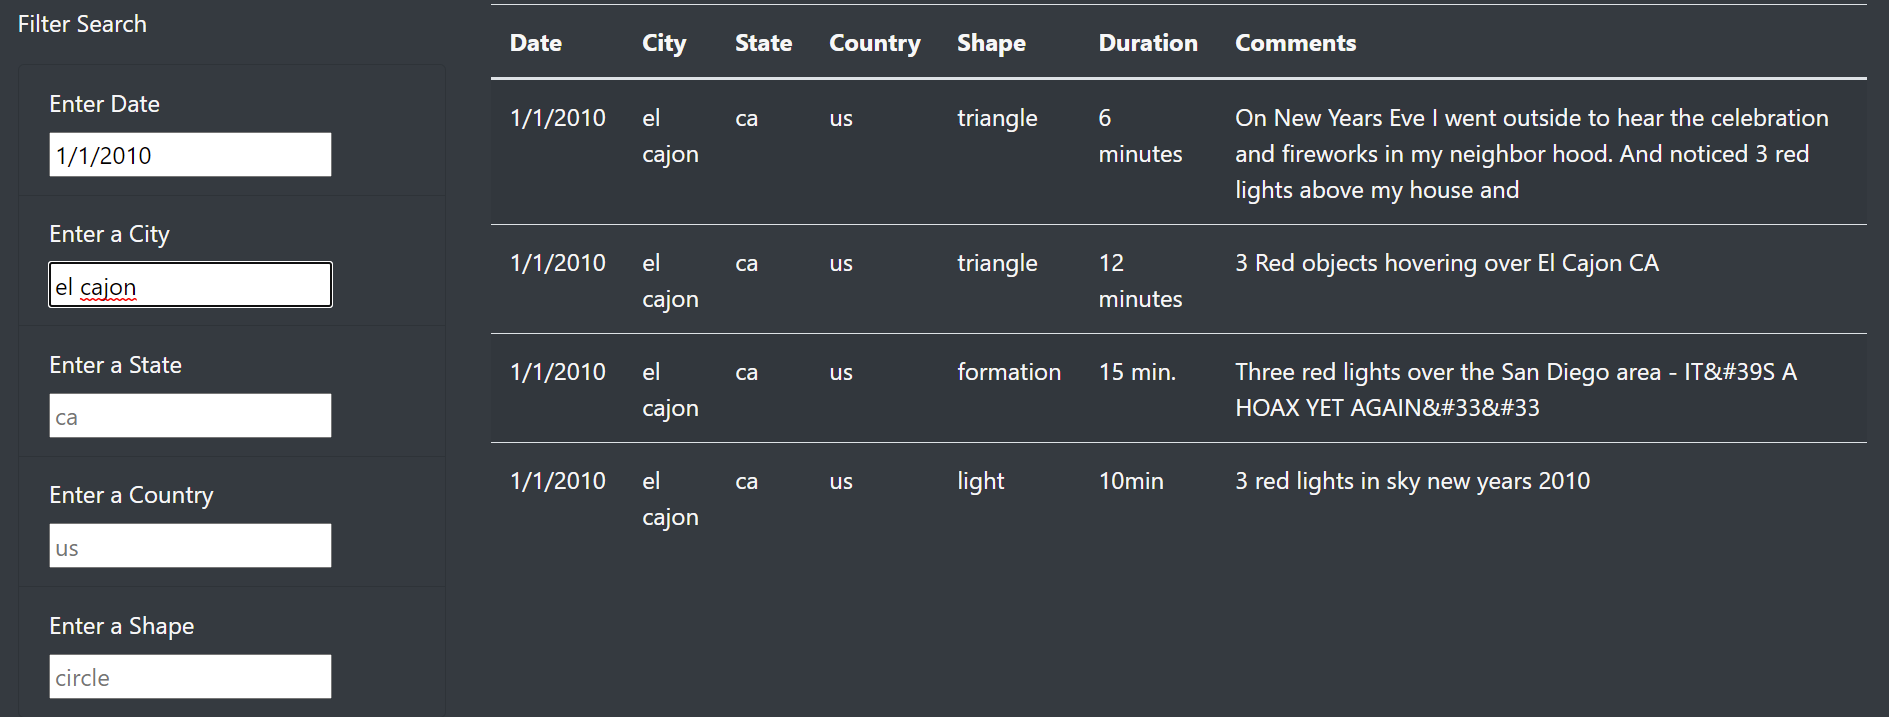 Filter Search
Enter Date
1/1/2010
Enter a City
el cajon
Enter a State
ca
Enter a Country
us
Enter a Shape
circle
Date City State Country Shape Duration Comments
1/1/2010 el ca us triangle 6 On New Years Eve I went outside to hear the celebration
cajon minutes and fireworks in my neighbor hood. And noticed 3 red
lights above my house and
1/1/2010 el ca us triangle 12 3 Red objects hovering over El Cajon CA
cajon minutes
1/1/2010 el ca us formation 15 min. Three red lights over the San Diego area - IT&#39S A
cajon HOAX YET AGAIN&#33&#33
1/1/2010 el ca us light 10min 3 red lights in sky new years 2010
cajon